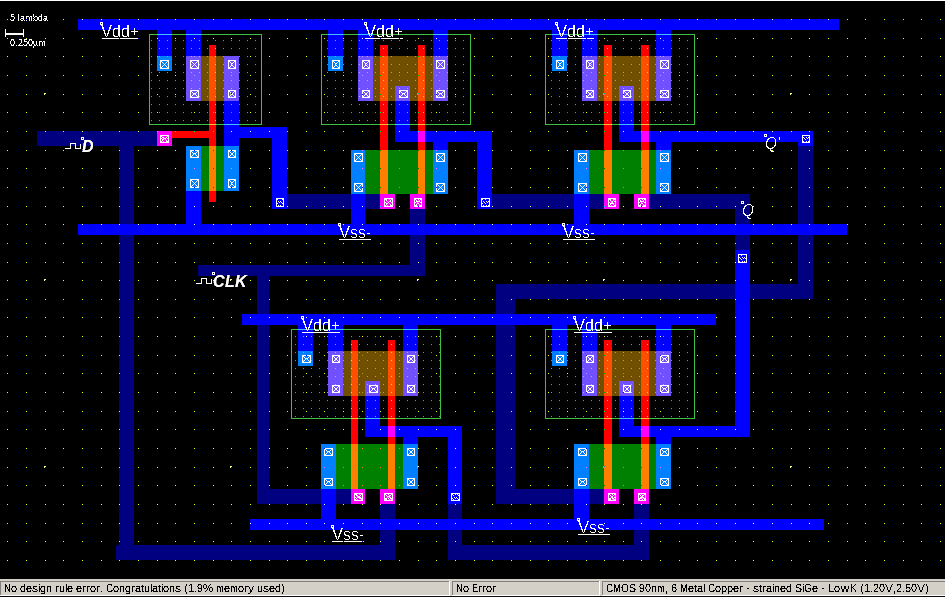 5 lambda
0.250µm
Vdd+ Vdd+ Vdd+
D
Q'
Q
Vss- Vss-
CLK
Vdd+ Vdd+
Vss- Vss-
No design rule error. Congratulations (1.9% memory used) No Error CMOS 90nm, 6 Metal Copper - strained SiGe - LowK (1.20V,2.50V)